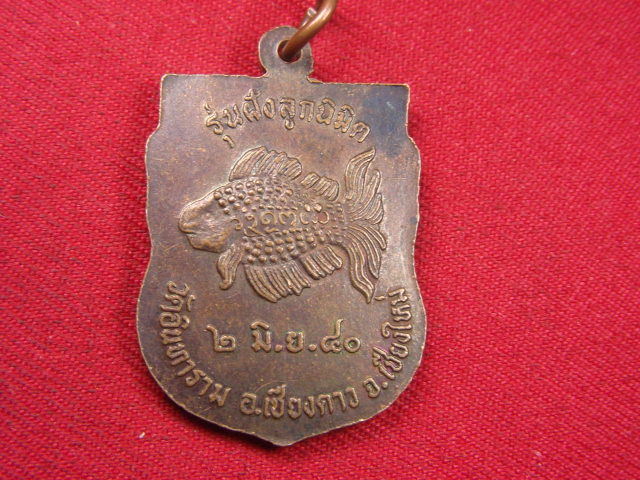 รุ่นฝังลูกนิมิต
๒ มิ.ย.๔๐
วัดอินทาราม อ.เชียงดาว จ.เชียงใหม่